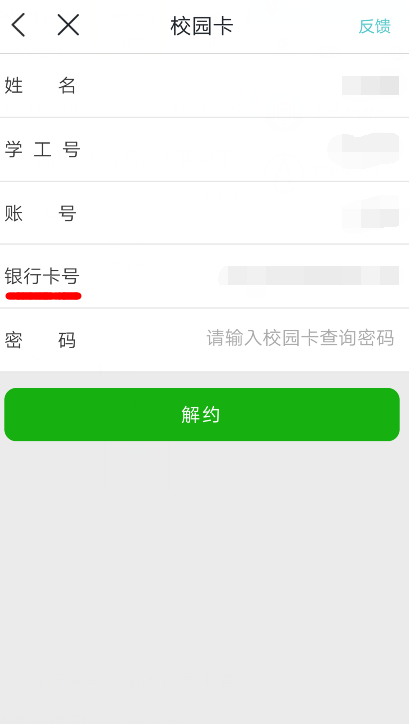 校园卡 反馈
姓 名
学 工 号
账 号
银行卡号
密 码 请输入校园卡查询密码
解约